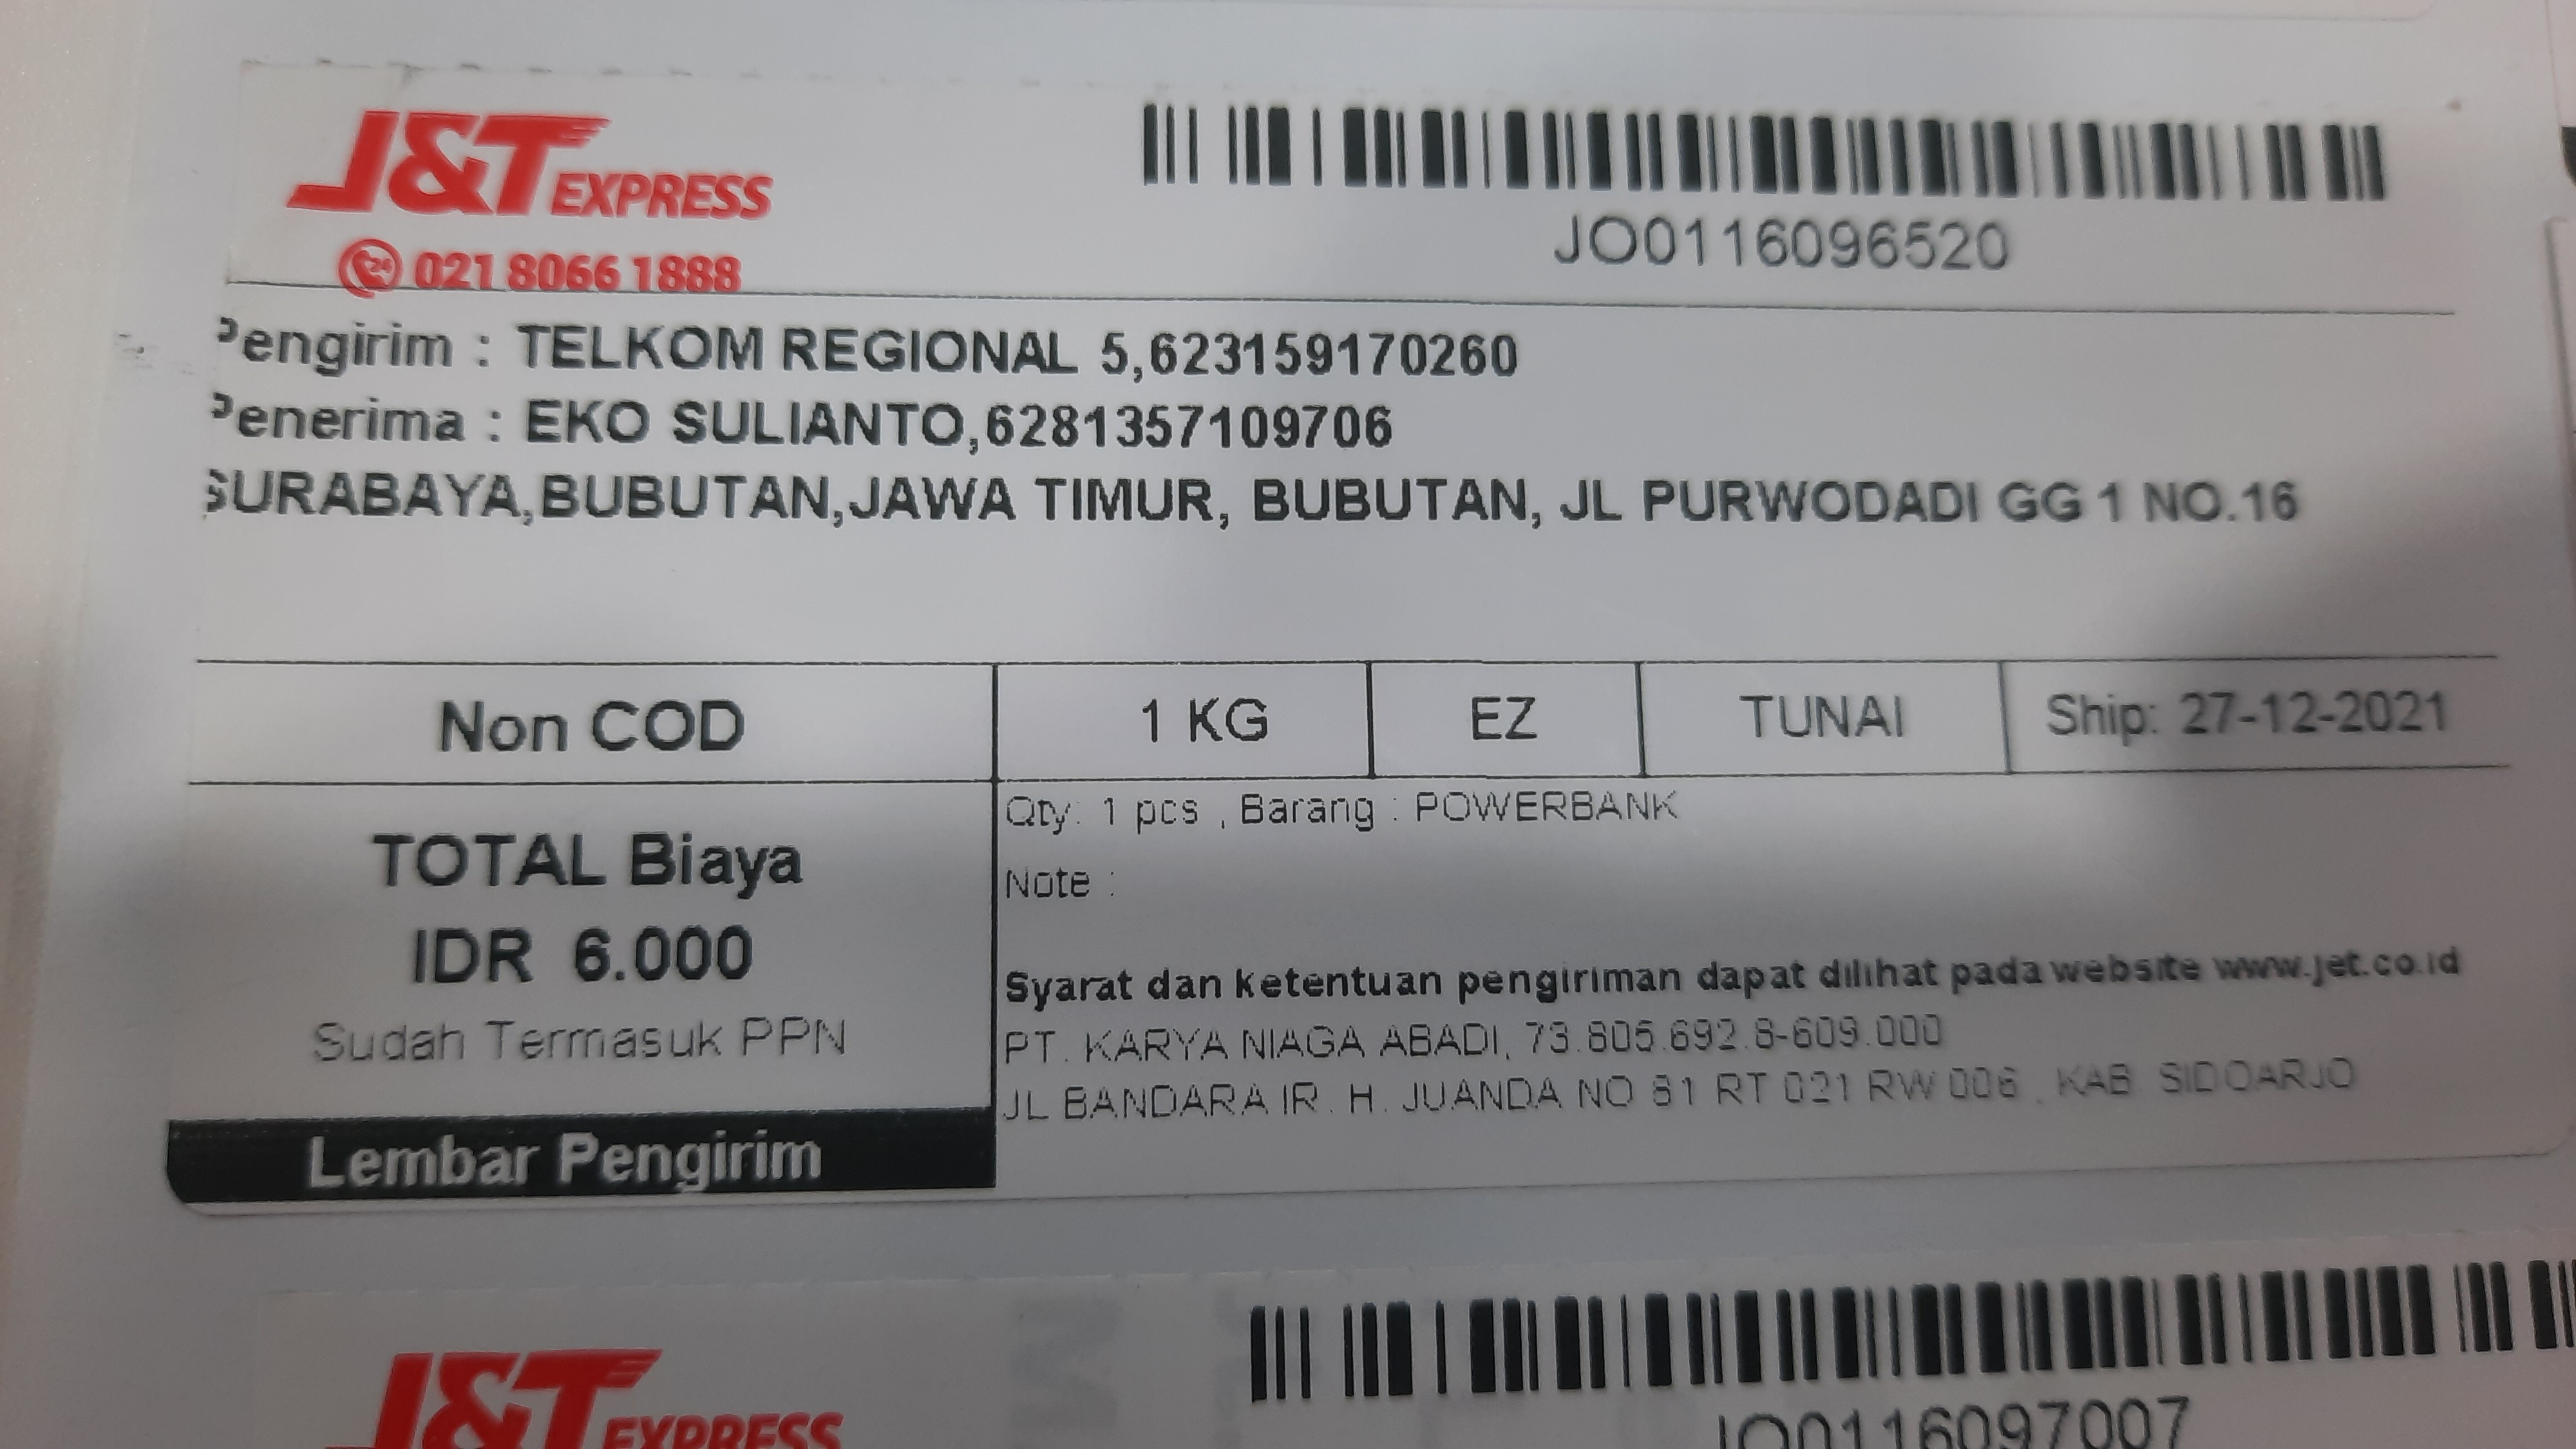 J&T EXPRESS
021 8066 1888
JO0116096520
Pengirim : TELKOM REGIONAL 5,623159170260
Penerima : EKO SULIANTO,6281357109706
SURABAYA,BUBUTAN,JAWA TIMUR, BUBUTAN, JL PURWODADI GG 1 NO.16
Non COD 1 KG EZ TUNAI Ship: 27-12-2021
TOTAL Biaya
IDR 6.000
Sudah Termasuk PPN
Lembar Pengirim
Qty: 1 pcs , Barang : POWERBANK
Note :
Syarat dan ketentuan pengiriman dapat dilihat pada website www.jet.co.id
PT. KARYA NIAGA ABADI, 73.805.692.8-609.000
JL BANDARA IR. H. JUANDA NO 81 RT 021 RW 006 , KAB SIDOARJO
J&T EXPRESS
JO0116097007